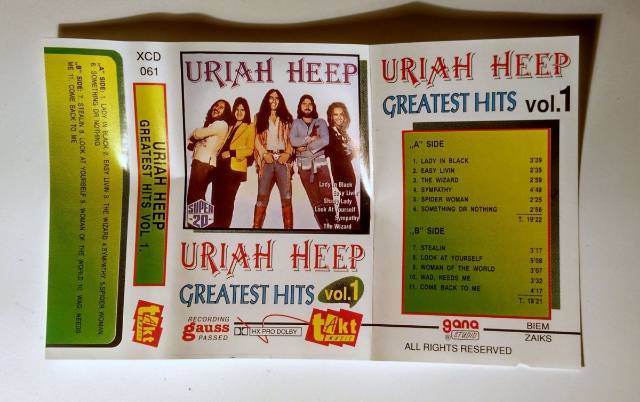 „A" SIDE: 1. LADY IN BLACK 2. EASY LIVIN 3. THE WIZARD 4. SYMPATHY 5. SPIDER WOMAN
6. SOMETHING OR NOTHING
„B" SIDE: 7. STEALIN 8. LOOK AT YOURSELF 9. WOMAN OF THE WORLD 10. WAD, NEEDS
ME 11. COME BACK TO ME
XCD
061
URIAH HEEP
GREATEST HITS VOL 1.
URIAH HEEP
Lady In Black
Easy Livin'
Lady
Look At Yourself
Sympathy
The Wizard
SUPER
20
URIAH HEEP
GREATEST HITS vol.1
RECORDING
gauss
PASSED
HX PRO DOLBY
takt
MUSIC
takt
URIAH HEEP
GREATEST HITS vol.1
„A" SIDE
1. LADY IN BLACK 3'39
2. EASY LIVIN 2'35
3. THE WIZARD 2'59
4. SYMPATHY 4'48
5. SPIDER WOMAN 2'25
6. SOMETHING OR NOTHING 2'56
T. 19'22
„B" SIDE
7. STEALIN 3'17
8. LOOK AT YOURSELF 5'08
9. WOMAN OF THE WORLD 3'07
10. WAD, NEEDS ME 3'32
11. COME BACK TO ME 4'17
T. 19'21
gana
STUDIO
BIEM
ZAIKS
ALL RIGHTS RESERVED